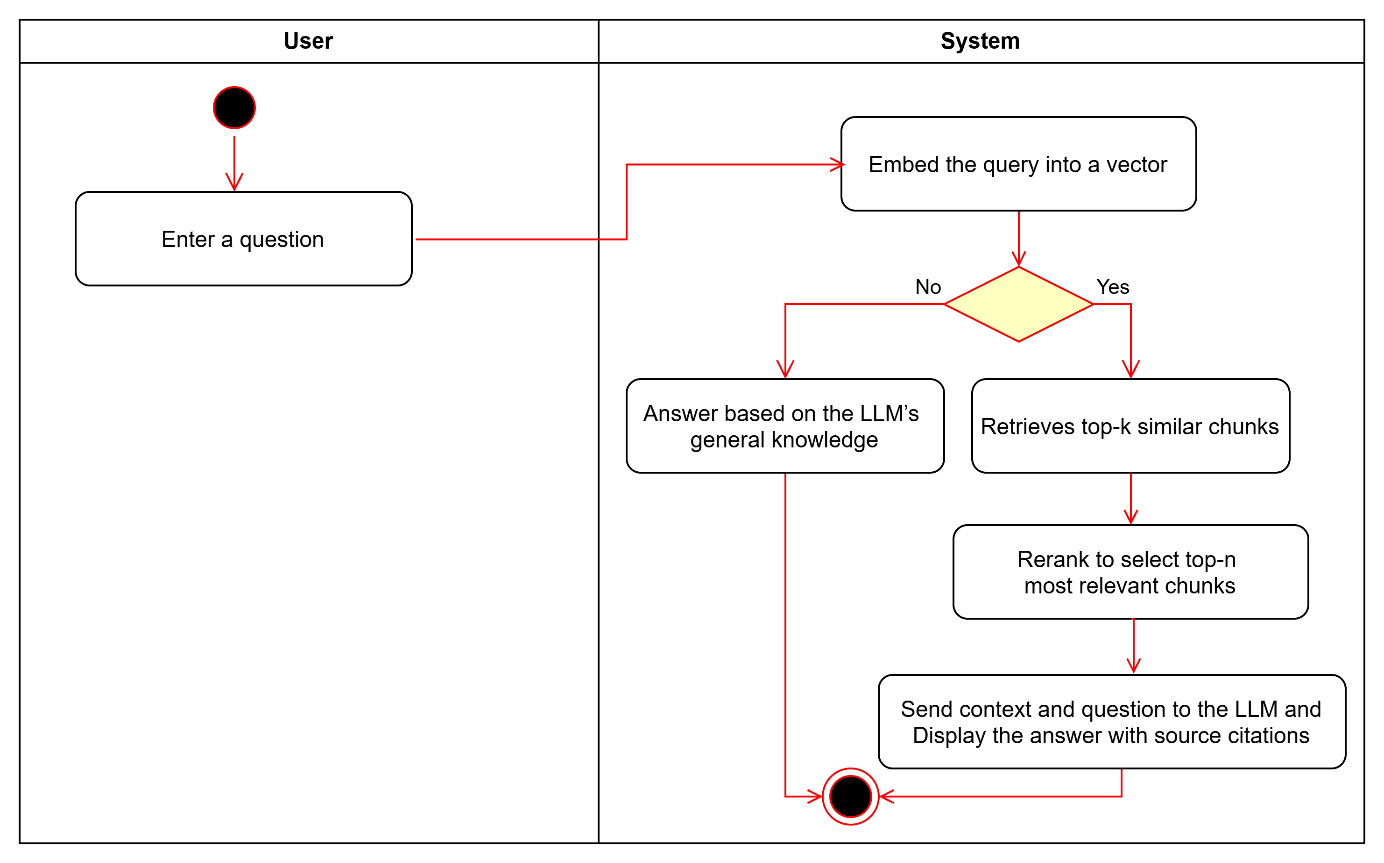 User
System
Enter a question
Embed the query into a vector
No
Yes
Answer based on the LLM’s
general knowledge
Retrieves top-k similar chunks
Rerank to select top-n
most relevant chunks
Send context and question to the LLM and
Display the answer with source citations